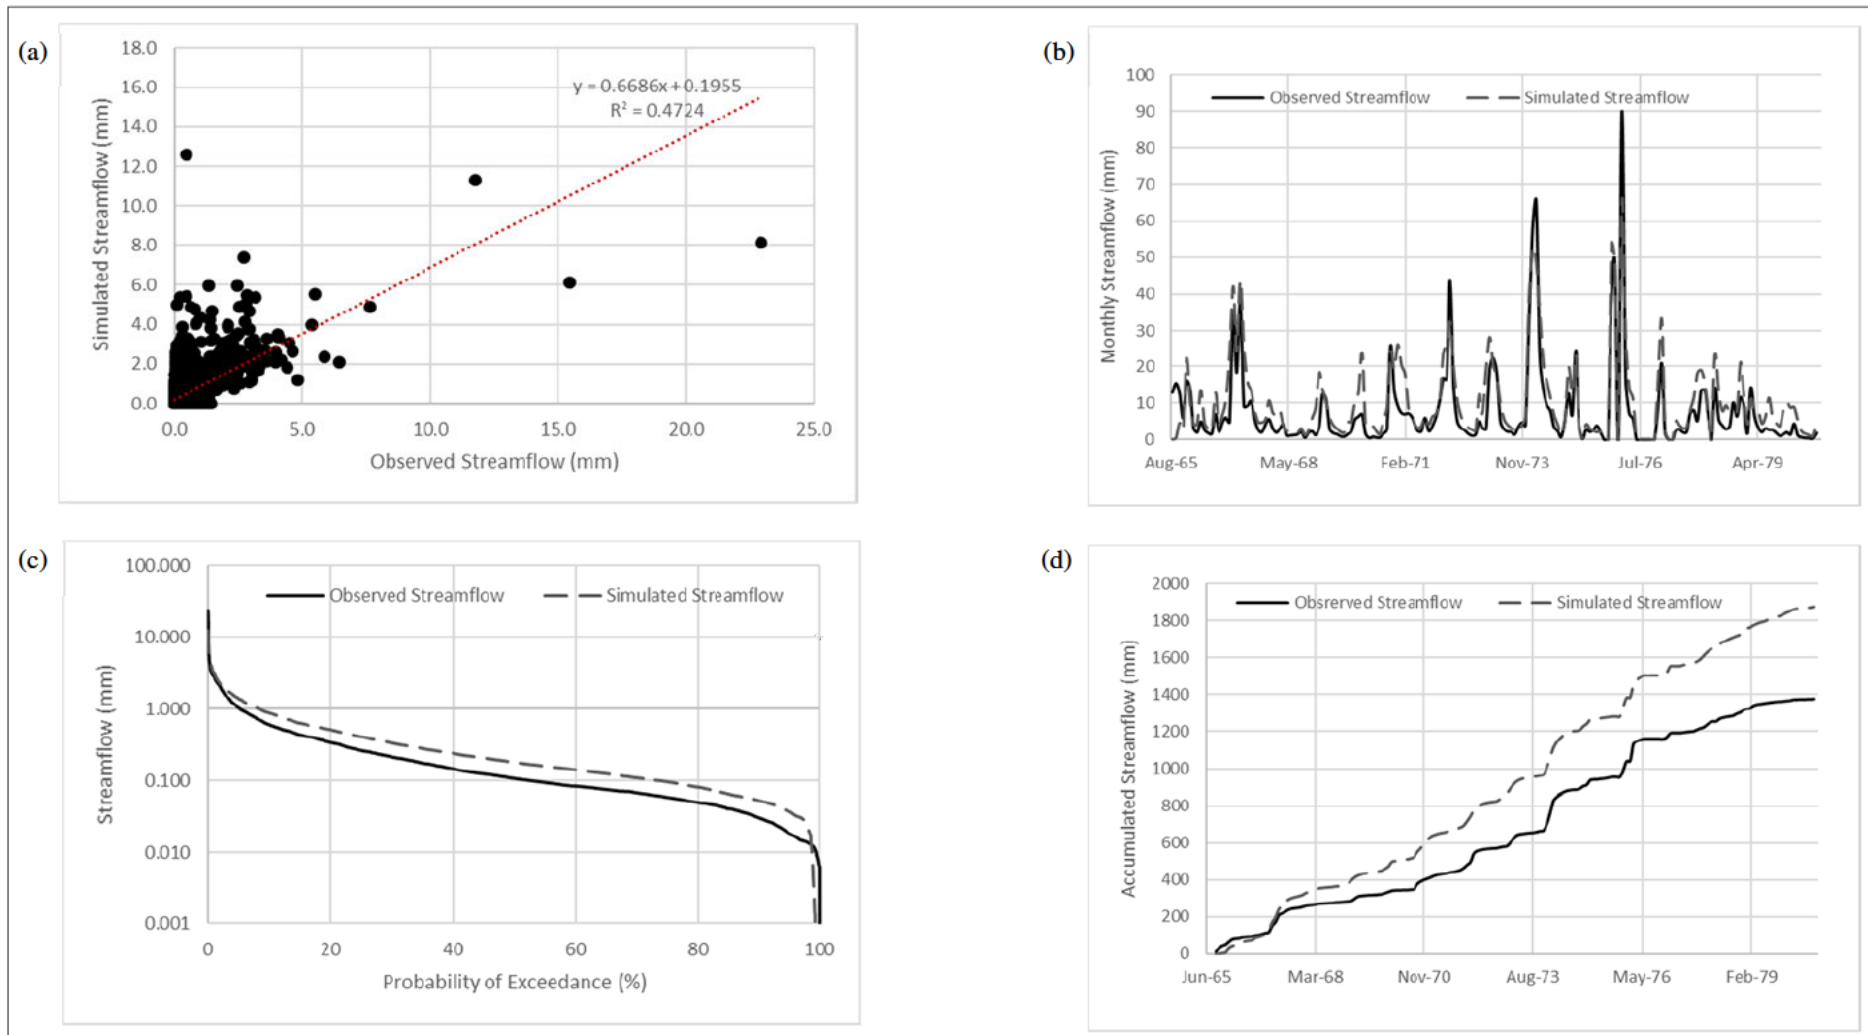 (a)
18.0
16.0
14.0
12.0
10.0
8.0
6.0
4.0
2.0
0.0
Simulated Streamflow (mm)
y = 0.6686x + 0.1955
R² = 0.4724
0.0 5.0 10.0 15.0 20.0 25.0
Observed Streamflow (mm)
(b)
100
90
80
70
60
50
40
30
20
10
0
Monthly Streamflow (mm)
Observed Streamflow Simulated Streamflow
Aug-65 May-68 Feb-71 Nov-73 Jul-76 Apr-79
(c)
100.000
10.000
1.000
0.100
0.010
0.001
Streamflow (mm)
Observed Streamflow Simulated Streamflow
0 20 40 60 80 100
Probability of Exceedance (%)
(d)
2000
1800
1600
1400
1200
1000
800
600
400
200
0
Accumulated Streamflow (mm)
Obsrerved Streamflow Simulated Streamflow
Jun-65 Mar-68 Nov-70 Aug-73 May-76 Feb-79